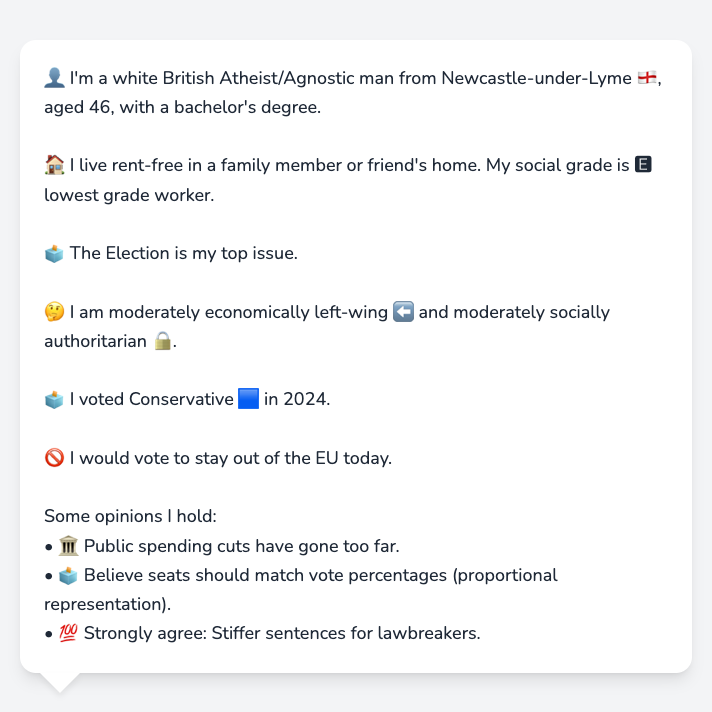 👤 I'm a white British Atheist/Agnostic man from Newcastle-under-Lyme 🏴󠁧󠁢󠁥󠁮󠁧󠁿,
aged 46, with a bachelor's degree.
🏠 I live rent-free in a family member or friend's home. My social grade is E
lowest grade worker.
🗳️ The Election is my top issue.
🤔 I am moderately economically left-wing ⬅️ and moderately socially
authoritarian 🔒.
🗳️ I voted Conservative 🟦 in 2024.
🚫 I would vote to stay out of the EU today.
Some opinions I hold:
• 🏛️ Public spending cuts have gone too far.
• 🗳️ Believe seats should match vote percentages (proportional
representation).
• 💯 Strongly agree: Stiffer sentences for lawbreakers.